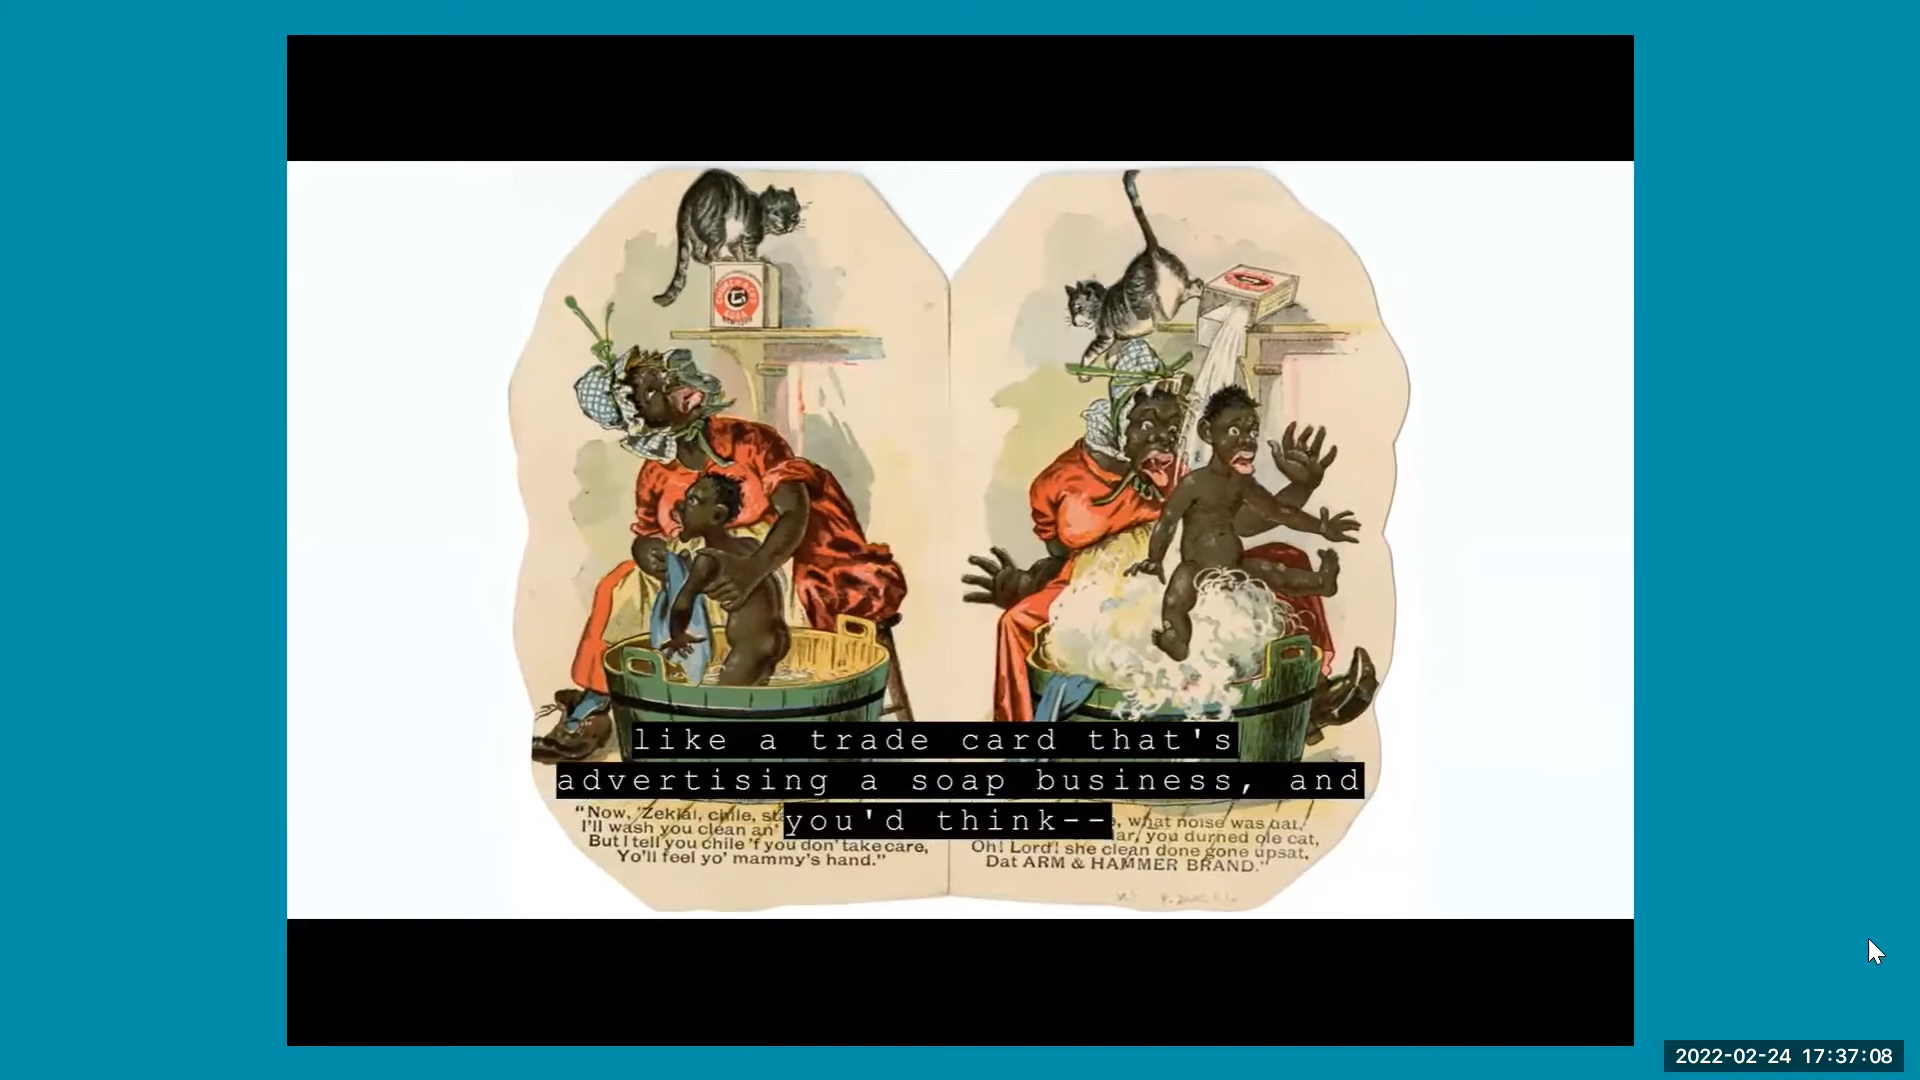 CHURCH & CO'S
SODA
like a trade card that's
advertising a soap business, and
you'd think--
"Now, 'Zekial, chile,
I'll wash you clean an'
But I tell you chile 'f you don' take care,
Yo'll feel yo' mammy's hand."
what noise was dat,
you durned ole cat,
Oh! Lord! she clean done gone upsat,
Dat ARM & HAMMER BRAND."
2022-02-24 17:37:08